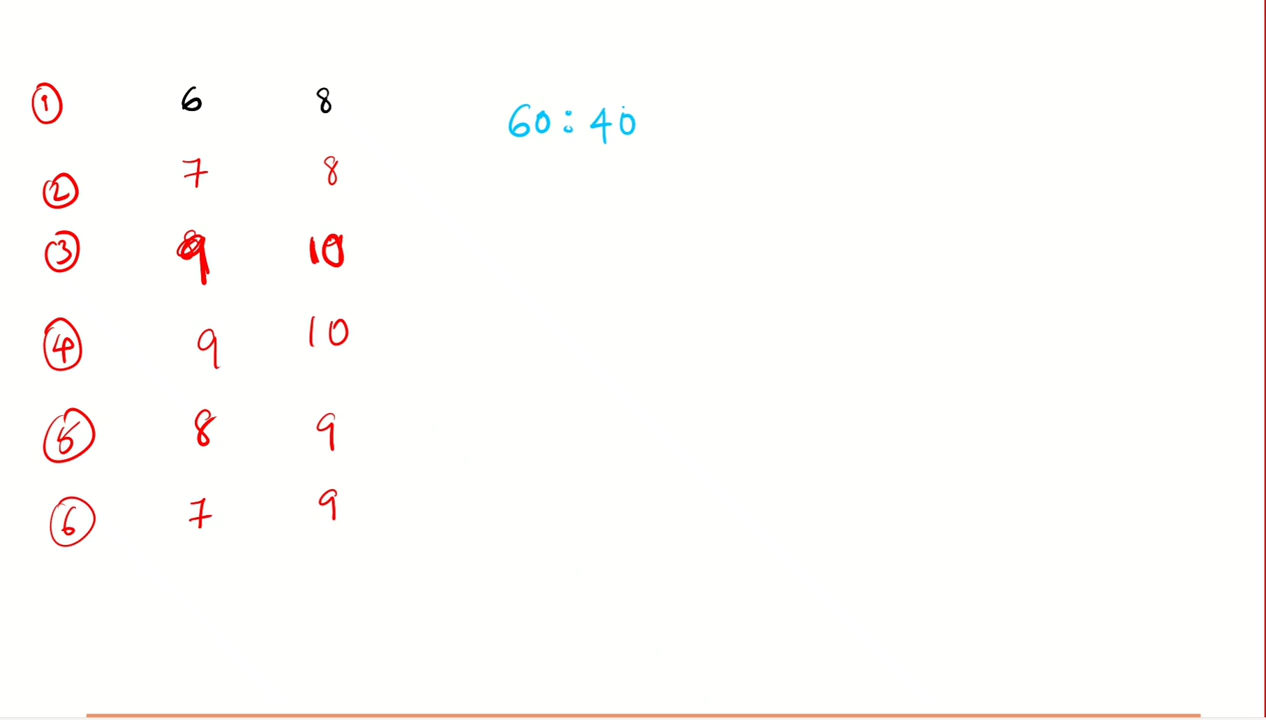 ① 6 8 60:40
② 7 8
③ 9 10
④ 9 10
⑤ 8 9
⑥ 7 9